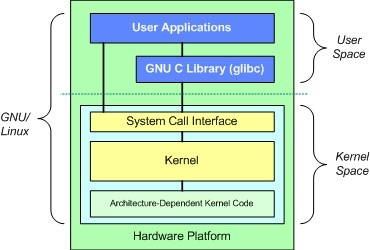 User Applications
User
Space
GNU C Library (glibc)
GNU/
Linux
System Call Interface
Kernel
Kernel
Space
Architecture-Dependent Kernel Code
Hardware Platform